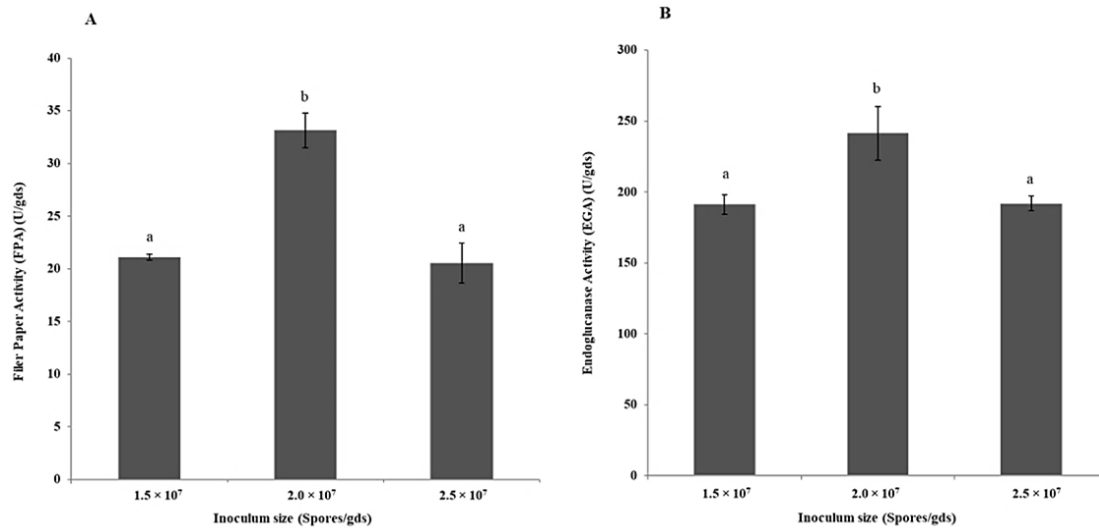 A
Filer Paper Activity (FPA) (U/gds)
40
35
30
25
20
15
10
5
0
b
a
a
1.5 × 10⁷
2.0 × 10⁷
2.5 × 10⁷
Inoculum size (Spores/gds)
B
Endoglucanase Activity (EGA) (U/gds)
300
250
200
150
100
50
0
b
a
a
1.5 × 10⁷
2.0 × 10⁷
2.5 × 10⁷
Inoculum size (Spores/gds)